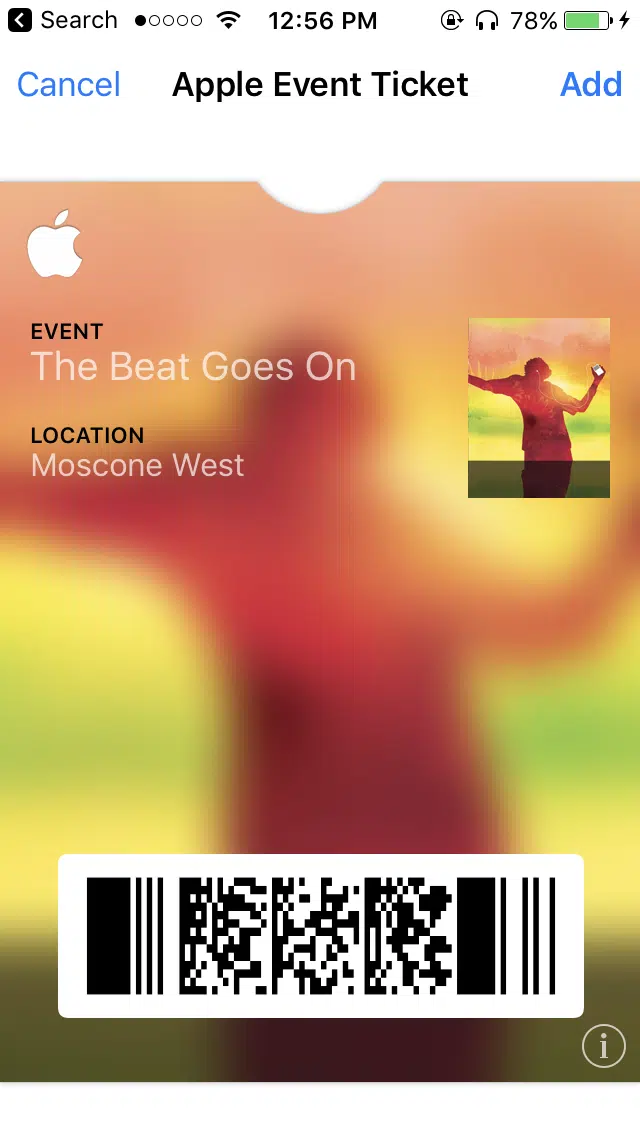 Search 12:56 PM 78%
Cancel Apple Event Ticket Add
EVENT
The Beat Goes On
LOCATION
Moscone West
i